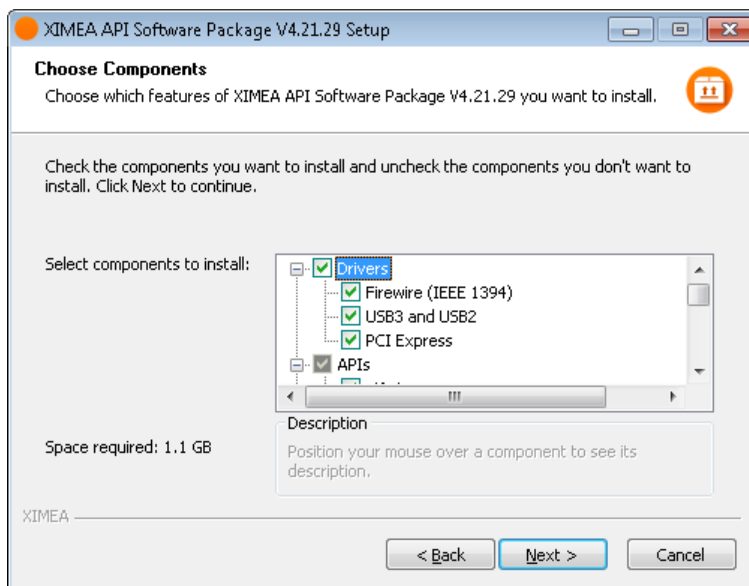 XIMEA API Software Package V4.21.29 Setup
Choose Components
Choose which features of XIMEA API Software Package V4.21.29 you want to install.
Check the components you want to install and uncheck the components you don't want to
install. Click Next to continue.
Select components to install:
Drivers
Firewire (IEEE 1394)
USB3 and USB2
PCI Express
APIs
Space required: 1.1 GB
Description
Position your mouse over a component to see its
description.
XIMEA
< Back
Next >
Cancel